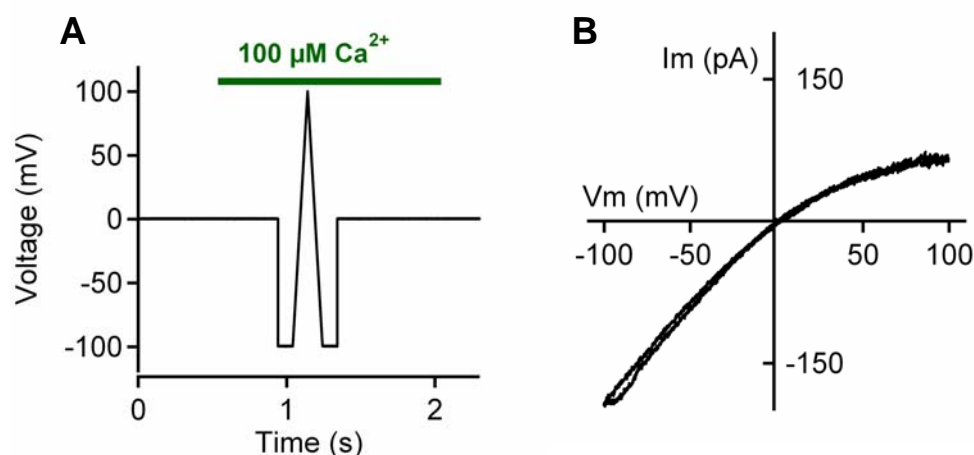 A
100 µM Ca²⁺
Voltage (mV)
100
50
0
-50
-100
0 1 2
Time (s)
B
Im (pA)
150
Vm (mV)
-100 -50 50 100
-150